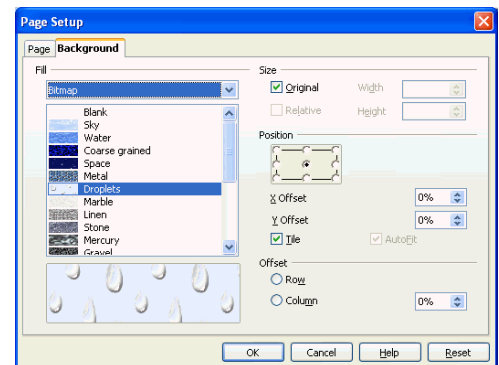 Page Setup
Page Background
Fill
Bitmap
Blank
Sky
Water
Coarse grained
Space
Metal
Droplets
Marble
Linen
Stone
Mercury
Gravel
Size
Original Width
Relative Height
Position
X Offset 0%
Y Offset 0%
Tile AutoFit
Offset
Row
Column 0%
OK Cancel Help Reset